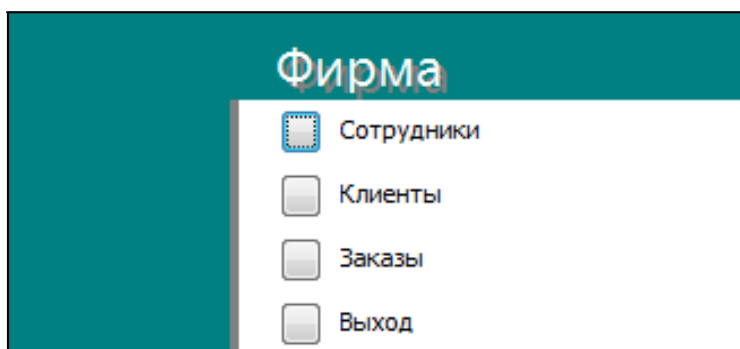 Фирма
Сотрудники
Клиенты
Заказы
Выход